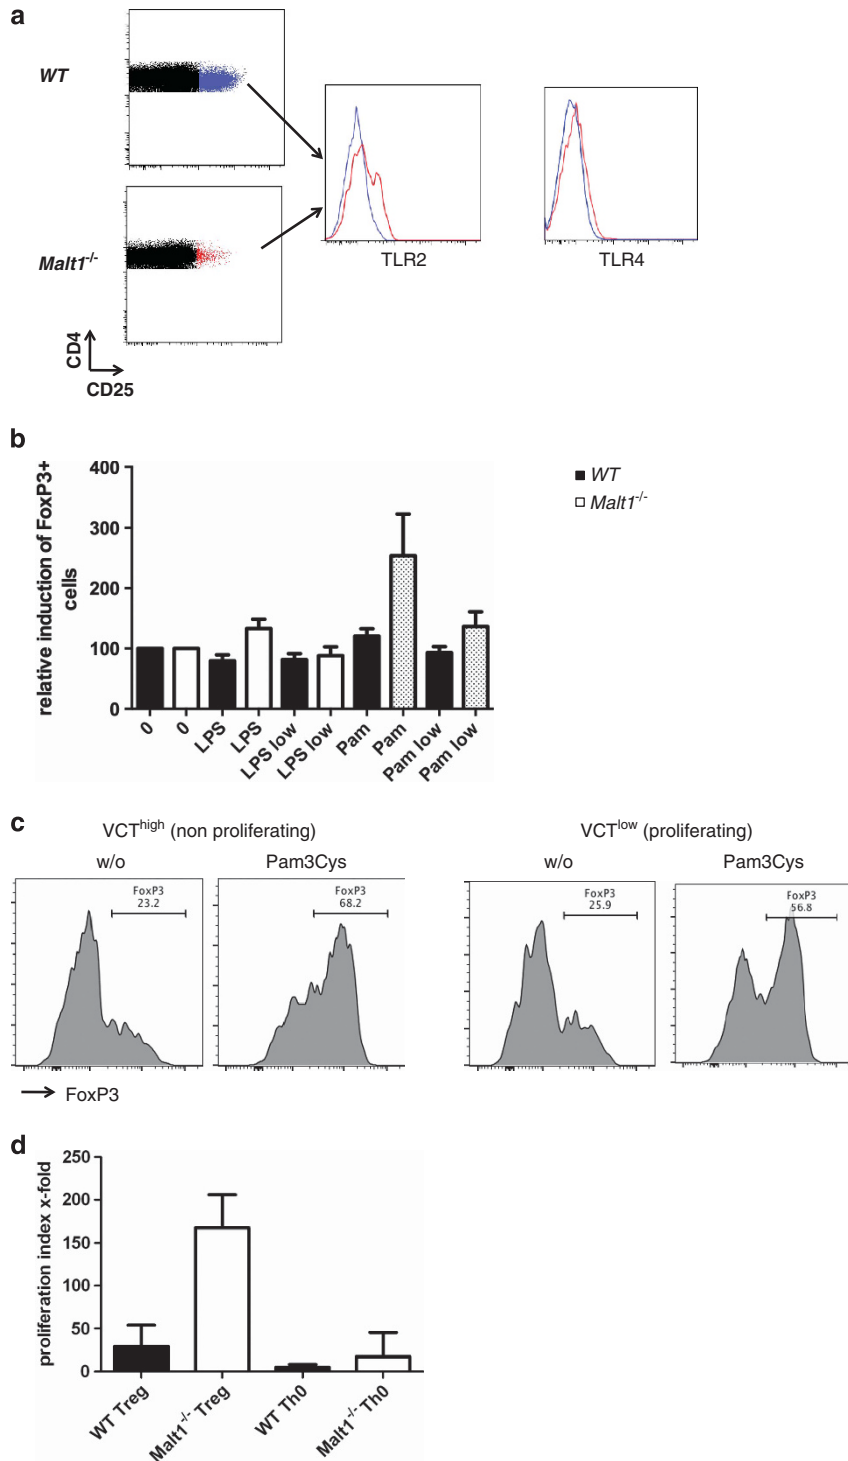 a
WT
Malt1-/-
CD4
CD25
TLR2
TLR4
b
relative induction of FoxP3+
cells
400
300
200
100
0
0
0
LPS
LPS
LPS low
LPS low
Pam
Pam
Pam low
Pam low
WT
Malt1-/-
c
VCThigh (non proliferating)
VCTlow (proliferating)
w/o
Pam3Cys
w/o
Pam3Cys
FoxP3
23.2
FoxP3
68.2
FoxP3
25.9
FoxP3
56.8
FoxP3
d
proliferation index x-fold
250
200
150
100
50
0
WT Treg
Malt1-/- Treg
WT Th0
Malt1-/- Th0